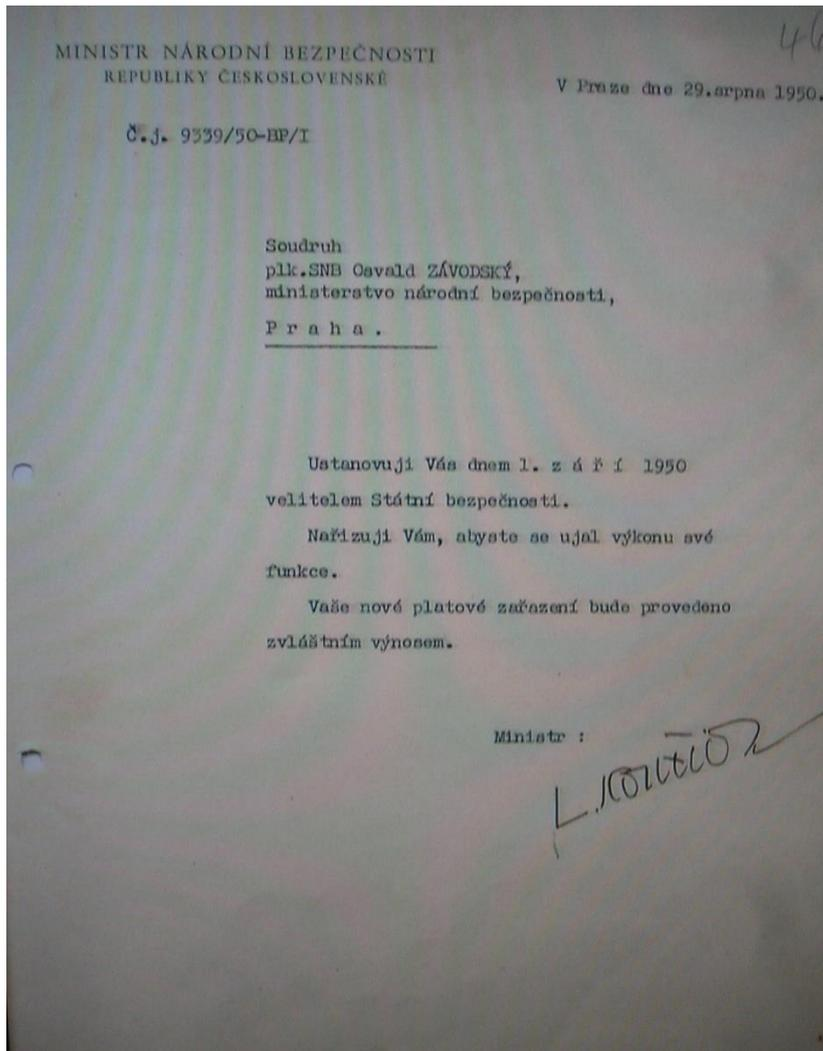 46
MINISTR NÁRODNÍ BEZPEČNOSTI
REPUBLIKY ČESKOSLOVENSKÉ
V Praze dne 29.srpna 1950.
Č.j. 9339/50-BP/I
Soudruh
plk.SNB Osvald ZÁVODSKÝ,
ministerstvo národní bezpečnosti,
P r a h a .
Ustanovuji Vás dnem 1. z á ř í 1950
velitelem Státní bezpečnosti.
Nařizuji Vám, abyste se ujal výkonu své
funkce.
Vaše nové platové zařazení bude provedeno
zvláštním výnosem.
Ministr :